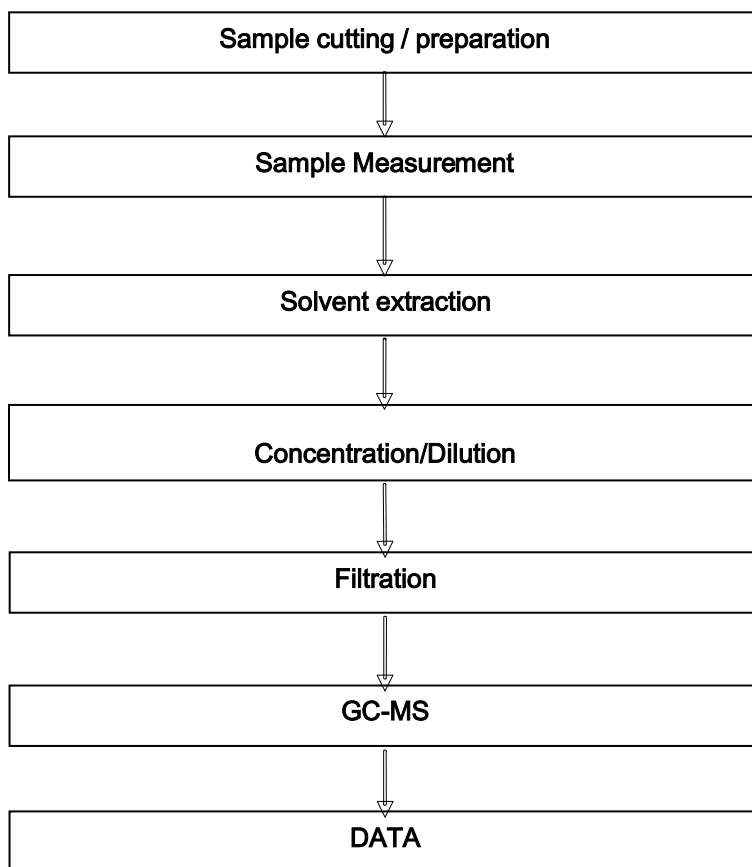 Sample cutting / preparation
Sample Measurement
Solvent extraction
Concentration/Dilution
Filtration
GC-MS
DATA